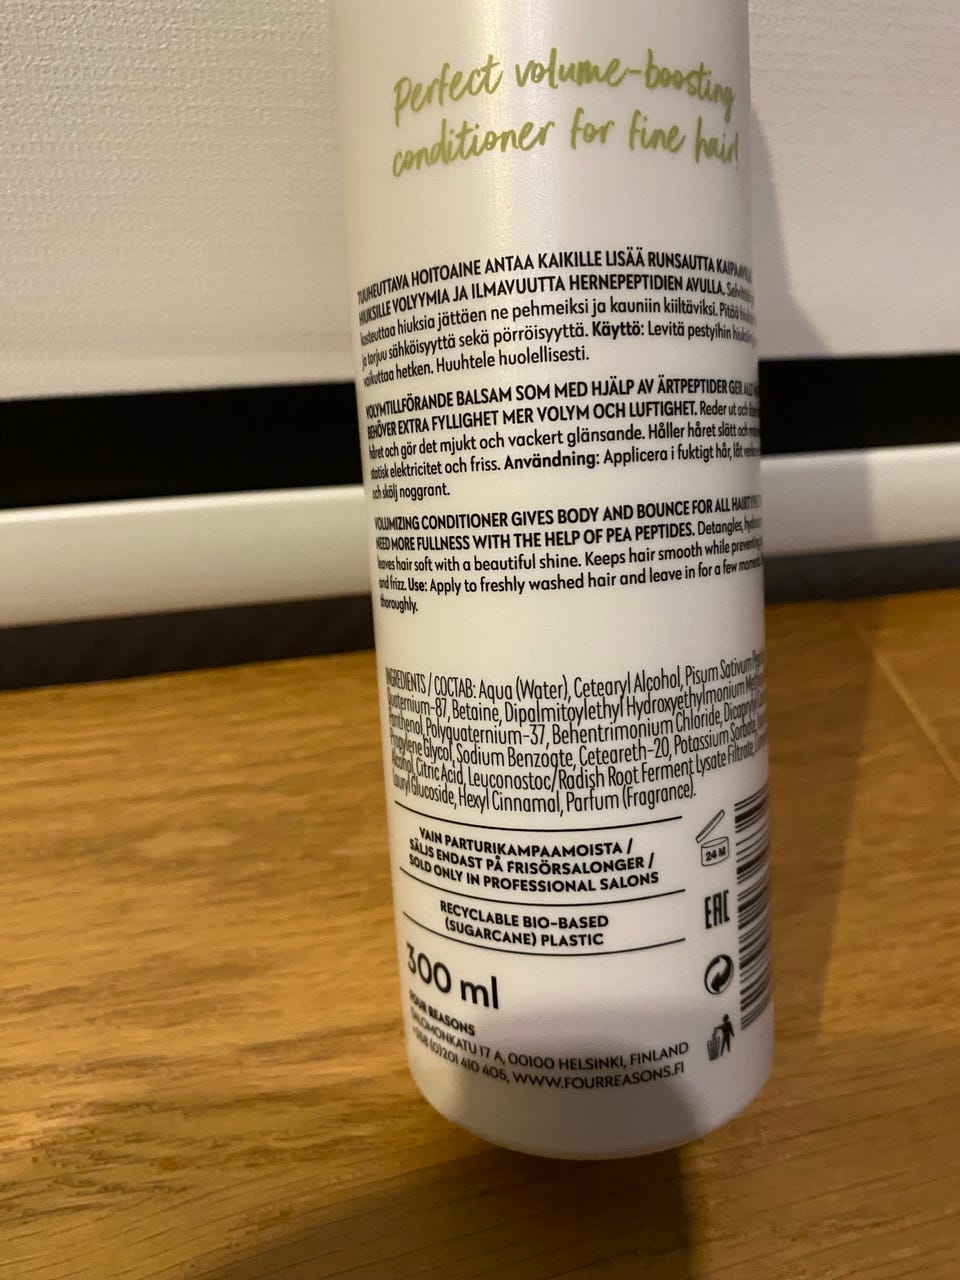 Perfect volume-boosting
conditioner for fine hair!
TUUHEUTTAVA HOITOAINE ANTAA KAIKILLE LISÄÄ RUNSAUTTA
HIUKSILLE VOLYYMIA JA ILMAVUUTTA HERNEPEPTIDIEN AVULLA.
kosteuttaa hiuksia jättäen ne pehmeiksi ja kauniin kiiltäviksi. Pitää
ja torjuu sähköisyyttä sekä pörröisyyttä. Käyttö: Levitä pestyihin
vaikuttaa hetken. Huuhtele huolellisesti.
VOLYMTILLFÖRANDE BALSAM SOM MED HJÄLP AV ÄRTPEPTIDER GER
BEHÖVER EXTRA FYLLIGHET MER VOLYM OCH LUFTIGHET. Reder ut och
håret och gör det mjukt och vackert glänsande. Håller håret slätt och
statisk elektricitet och friss. Användning: Applicera i fuktigt hår, låt
och skölj noggrant.
VOLUMIZING CONDITIONER GIVES BODY AND BOUNCE FOR ALL
NEED MORE FULLNESS WITH THE HELP OF PEA PEPTIDES. Detangles,
leaves hair soft with a beautiful shine. Keeps hair smooth while
and frizz. Use: Apply to freshly washed hair and leave in for a few
thoroughly.
INGREDIENTS / СОСТАВ: Aqua (Water), Cetearyl Alcohol, Pisum Sativum
Quaternium-87, Betaine, Dipalmitoylethyl Hydroxyethylmonium
Panthenol, Polyquaternium-37, Behentrimonium Chloride,
Propylene Glycol, Sodium Benzoate, Ceteareth-20, Potassium
Alcohol, Citric Acid, Leuconostoc/Radish Root Ferment Lysate Filtrate,
Lauryl Glucoside, Hexyl Cinnamal, Parfum (Fragrance).
VAIN PARTURIKAMPAAMOISTA /
SÄLJS ENDAST PÅ FRISÖRSALONGER /
SOLD ONLY IN PROFESSIONAL SALONS
24 M
RECYCLABLE BIO-BASED
(SUGARCANE) PLASTIC
EAC
300 ml
FOUR REASONS
SALOMONKATU 17 A, 00100 HELSINKI, FINLAND
+358 (0)201 410 405, WWW.FOURREASONS.FI